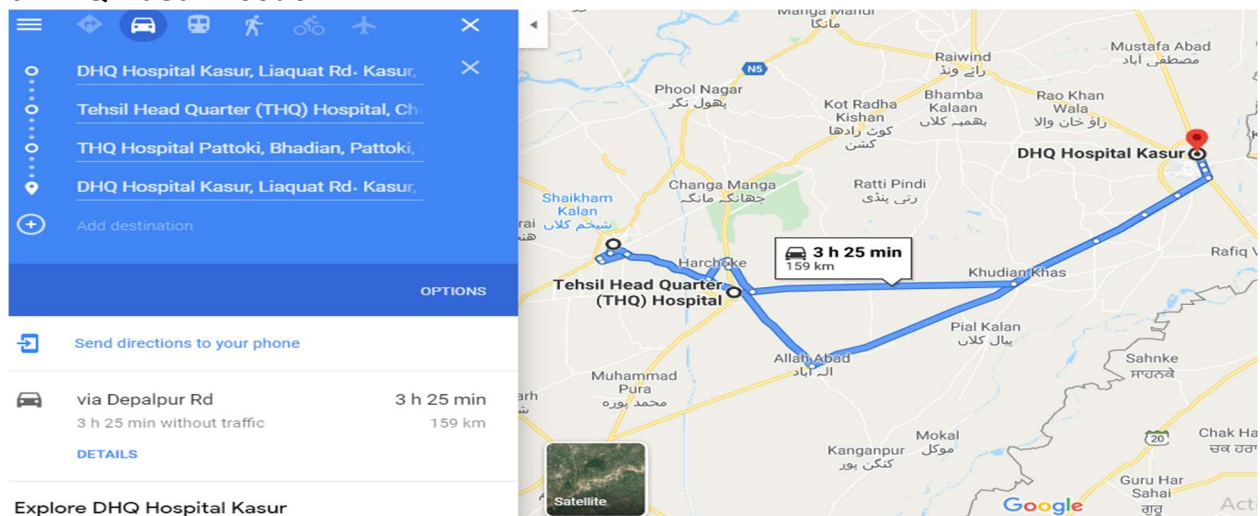 DHQ Hospital Kasur, Liaquat Rd، Kasur,
Tehsil Head Quarter (THQ) Hospital, Ch
THQ Hospital Pattoki, Bhadian, Pattoki,
DHQ Hospital Kasur, Liaquat Rd، Kasur,
Add destination
OPTIONS
Send directions to your phone
via Depalpur Rd
3 h 25 min
3 h 25 min without traffic
159 km
DETAILS
Explore DHQ Hospital Kasur
Manga Mandi
مانگا
Raiwind
رائے ونڈ
Mustafa Abad
مصطفٰی آباد
N5
Phool Nagar
پھول نگر
Kot Radha
Kishan
کوٹ رادھا
کشن
Bhamba
Kalaan
بھمبہ کلاں
Rao Khan
Wala
راؤ خان والا
DHQ Hospital Kasur
Changa Manga
چھانگہ مانگہ
Ratti Pindi
رتی پنڈی
Shaikham
Kalan
شیخم کلاں
rai
Harchoke
3 h 25 min
159 km
Rafiq V
Khudian Khas
Tehsil Head Quarter
(THQ) Hospital
Pial Kalan
پیال کلاں
Allah Abad
الہ آباد
Sahnke
ਸਾਹਨਕੇ
Muhammad
Pura
محمد پورہ
arh
Mokal
موکل
Kanganpur
کنگن پور
20
Chak Ha
ਚਕ ਹਰਾ
Guru Har
Sahai
ਗੁਰੂ
Satellite
Google
Act